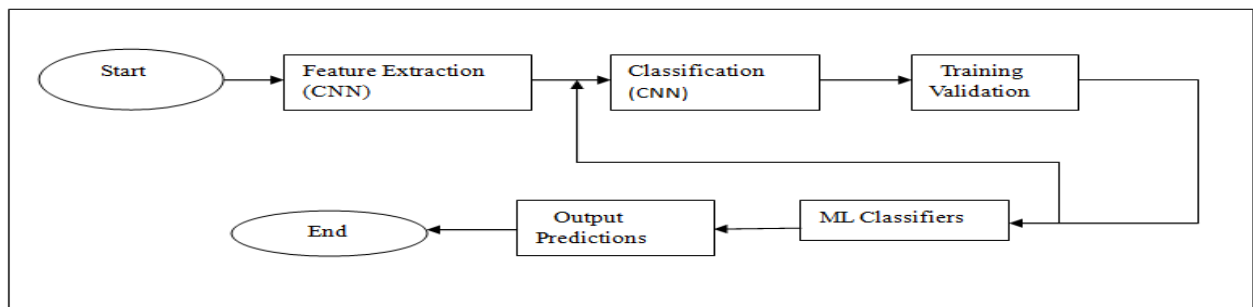 Start
Feature Extraction
(CNN)
Classification
(CNN)
Training
Validation
ML Classifiers
Output
Predictions
End